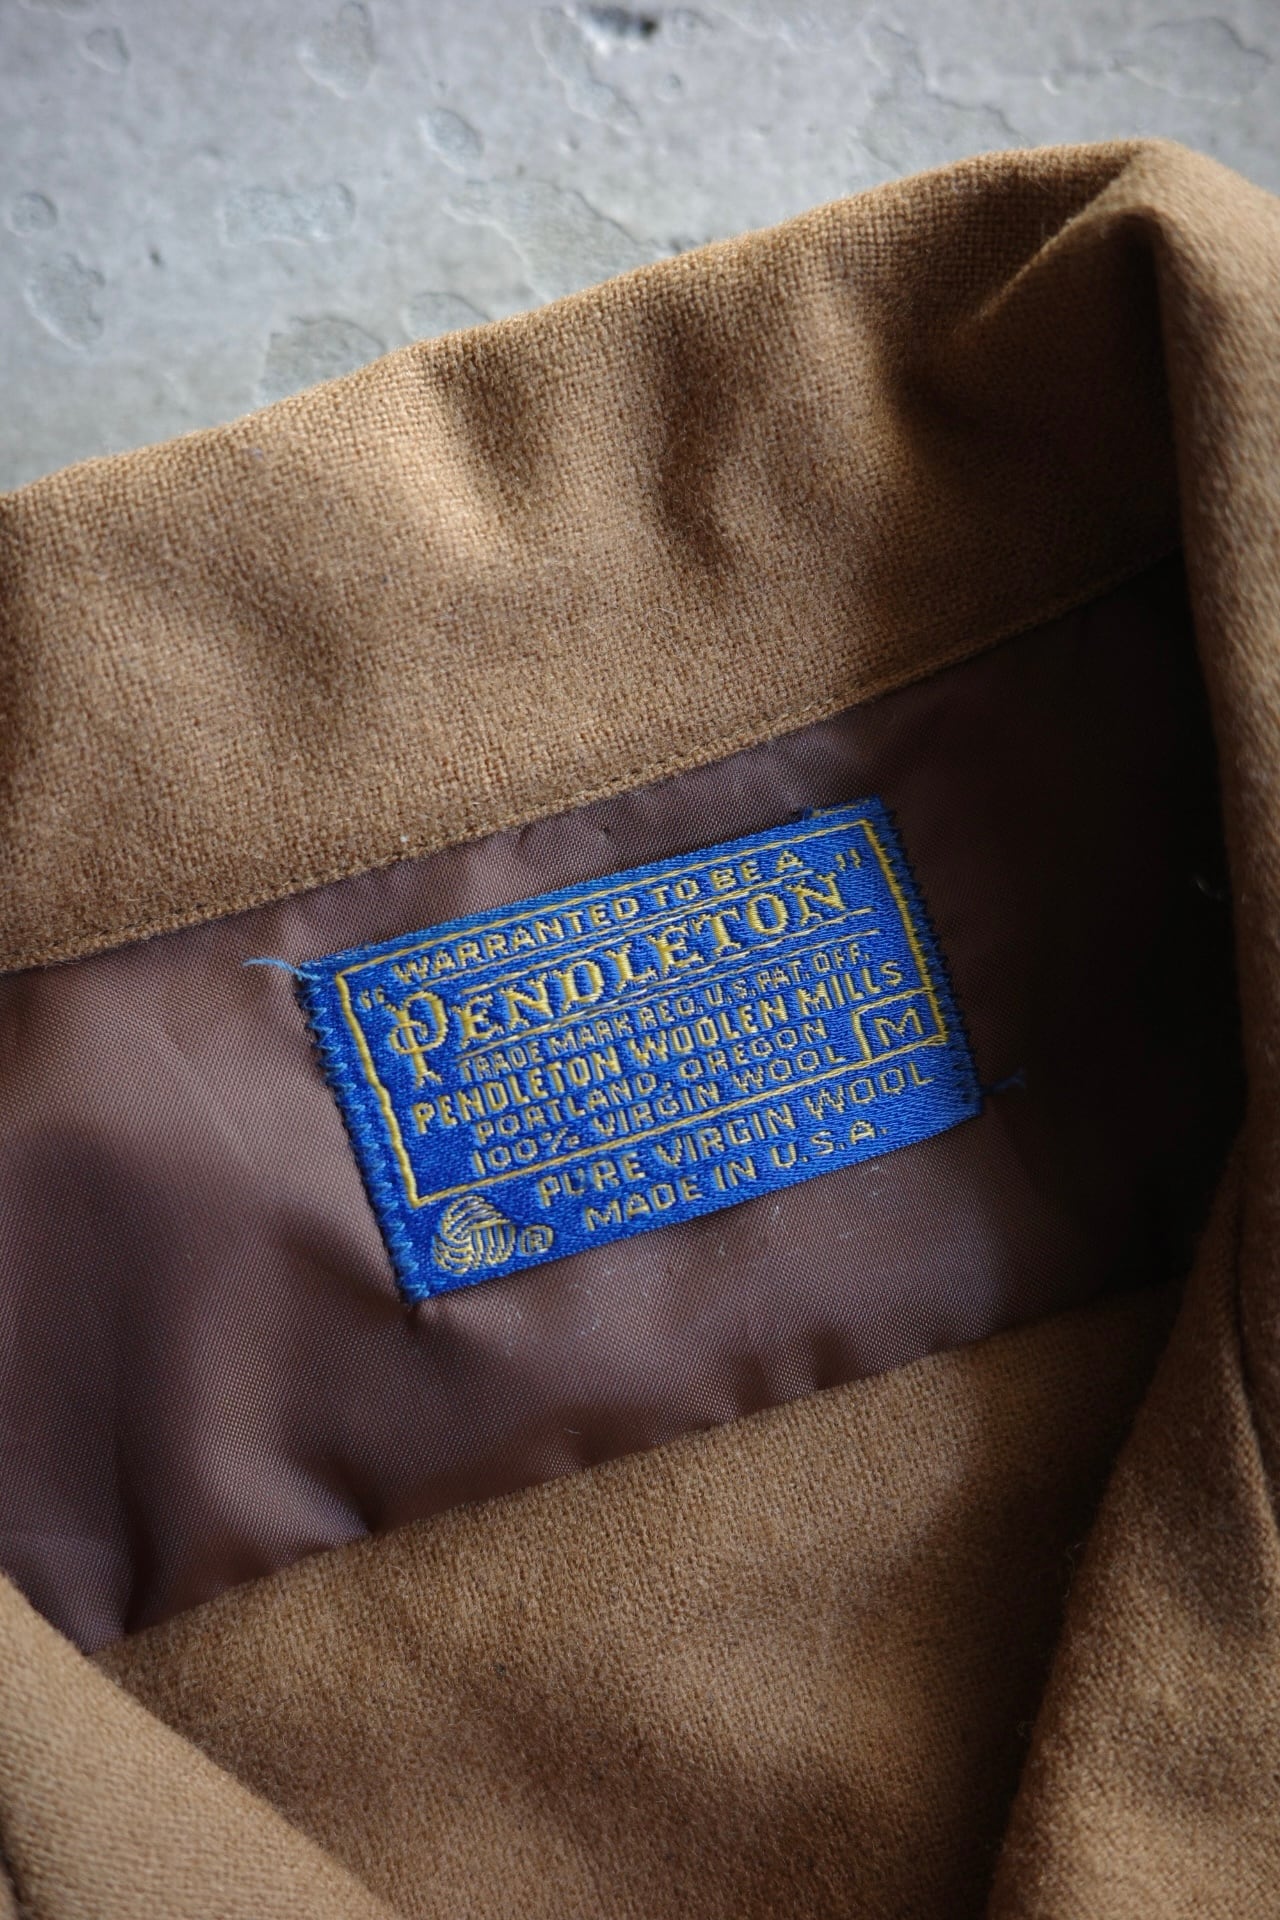 WARRANTED TO BE A
"PENDLETON"
TRADE MARK REG. U.S. PAT. OFF.
PENDLETON WOOLEN MILLS
PORTLAND, OREGON
100% VIRGIN WOOL
M
PURE VIRGIN WOOL
® MADE IN U.S.A.